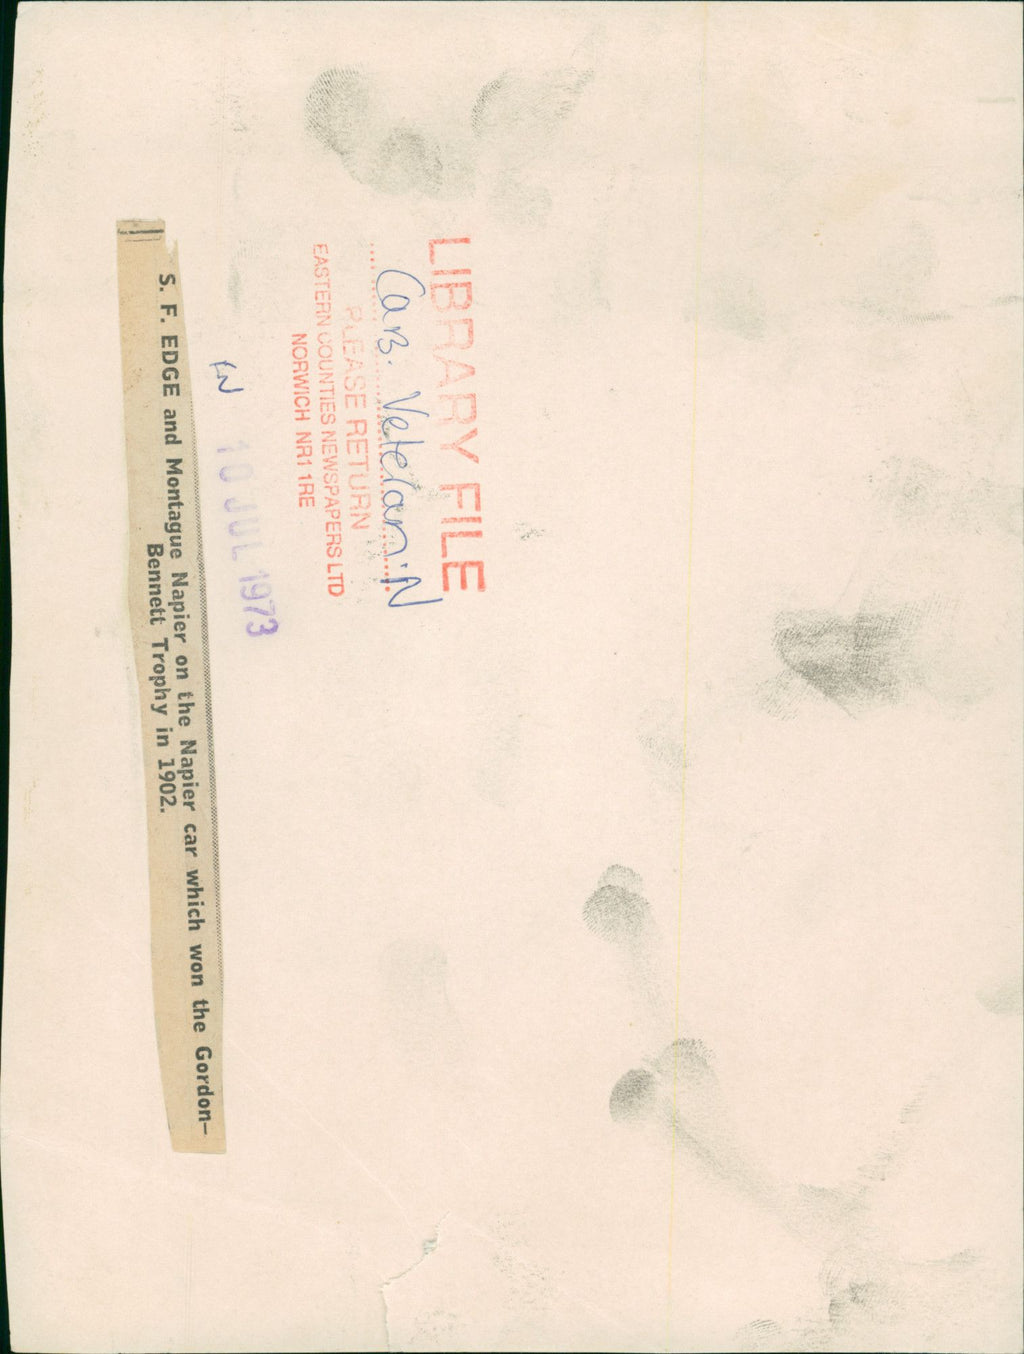 LIBRARY FILE
Cars. Veteran: N
PLEASE RETURN
EASTERN COUNTIES NEWSPAPERS LTD
NORWICH NR1 1RE
EN 10 JUL 1973
S. F. EDGE and Montague Napier on the Napier car which won the Gordon-
Bennett Trophy in 1902.